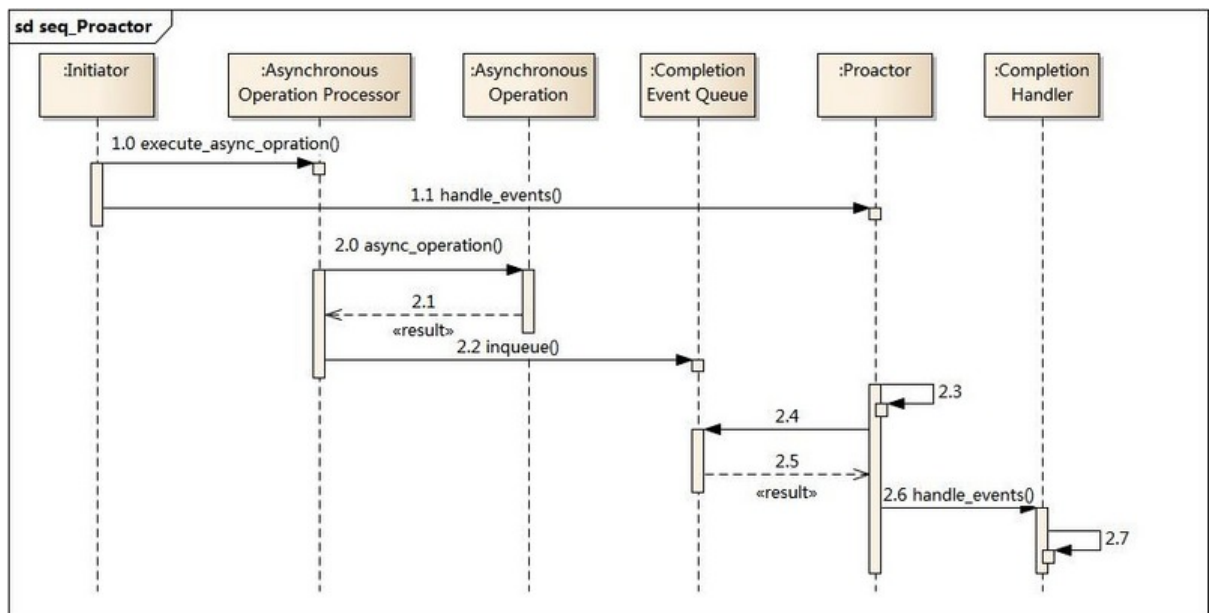 sd seq_Proactor
:Initiator
:Asynchronous
Operation Processor
:Asynchronous
Operation
:Completion
Event Queue
:Proactor
:Completion
Handler
1.0 execute_async_opration()
1.1 handle_events()
2.0 async_operation()
2.1
«result»
2.2 inqueue()
2.3
2.4
2.5
«result»
2.6 handle_events()
2.7